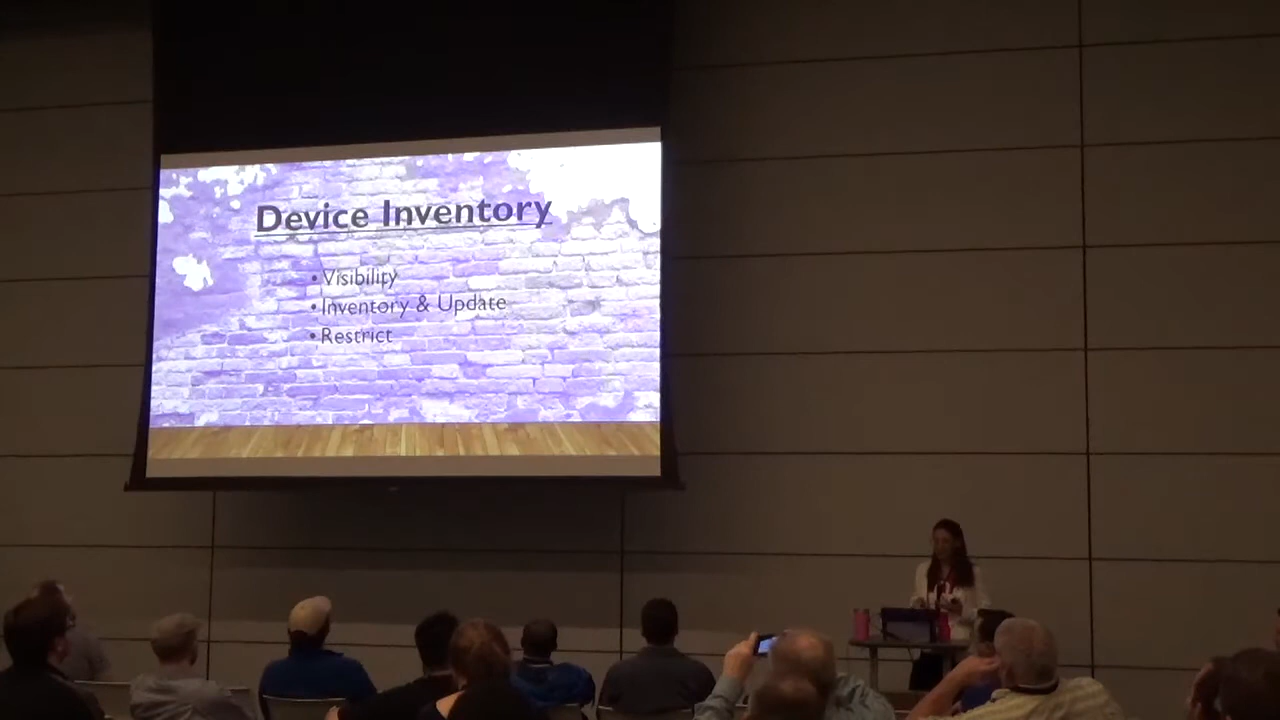 Device Inventory
• Visibility
• Inventory & Update
• Restrict